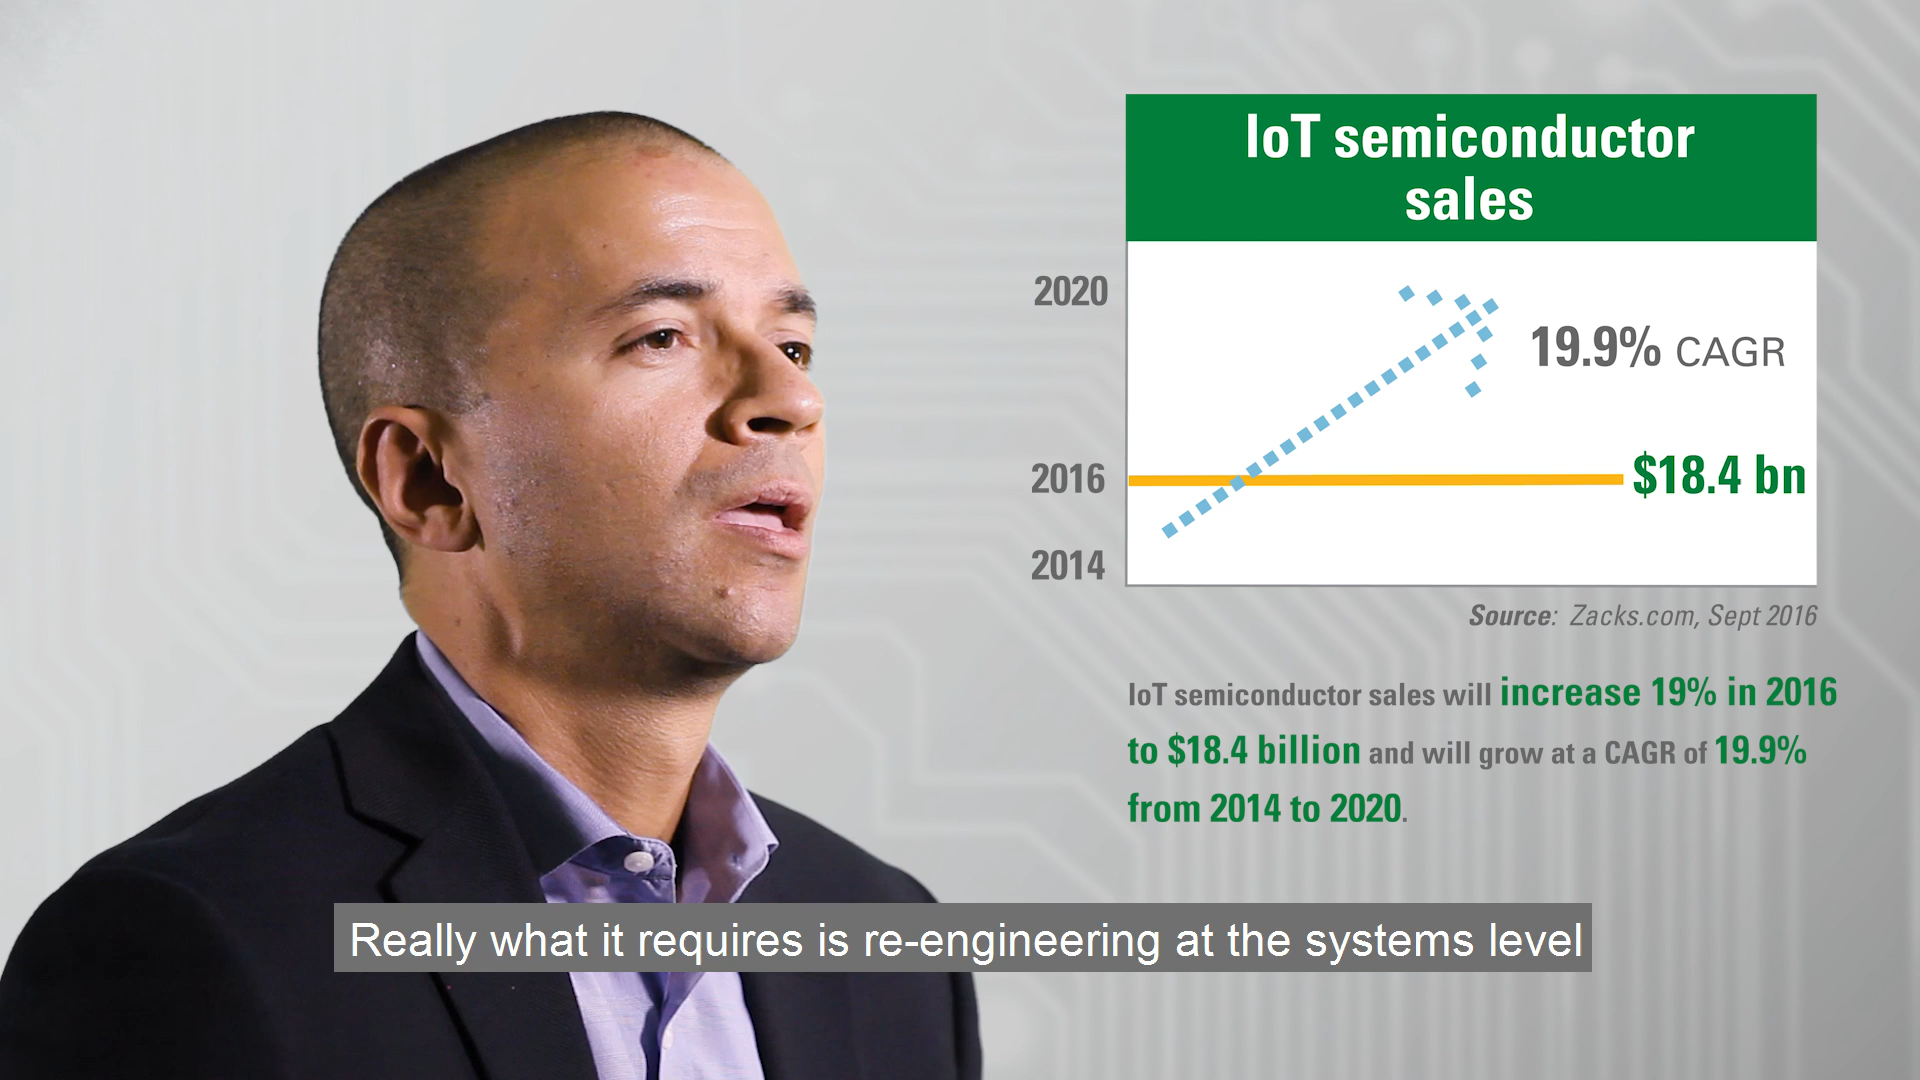 IoT semiconductor
sales
2020
19.9% CAGR
2016
$18.4 bn
2014
Source: Zacks.com, Sept 2016
IoT semiconductor sales will increase 19% in 2016
to $18.4 billion and will grow at a CAGR of 19.9%
from 2014 to 2020.
Really what it requires is re-engineering at the systems level